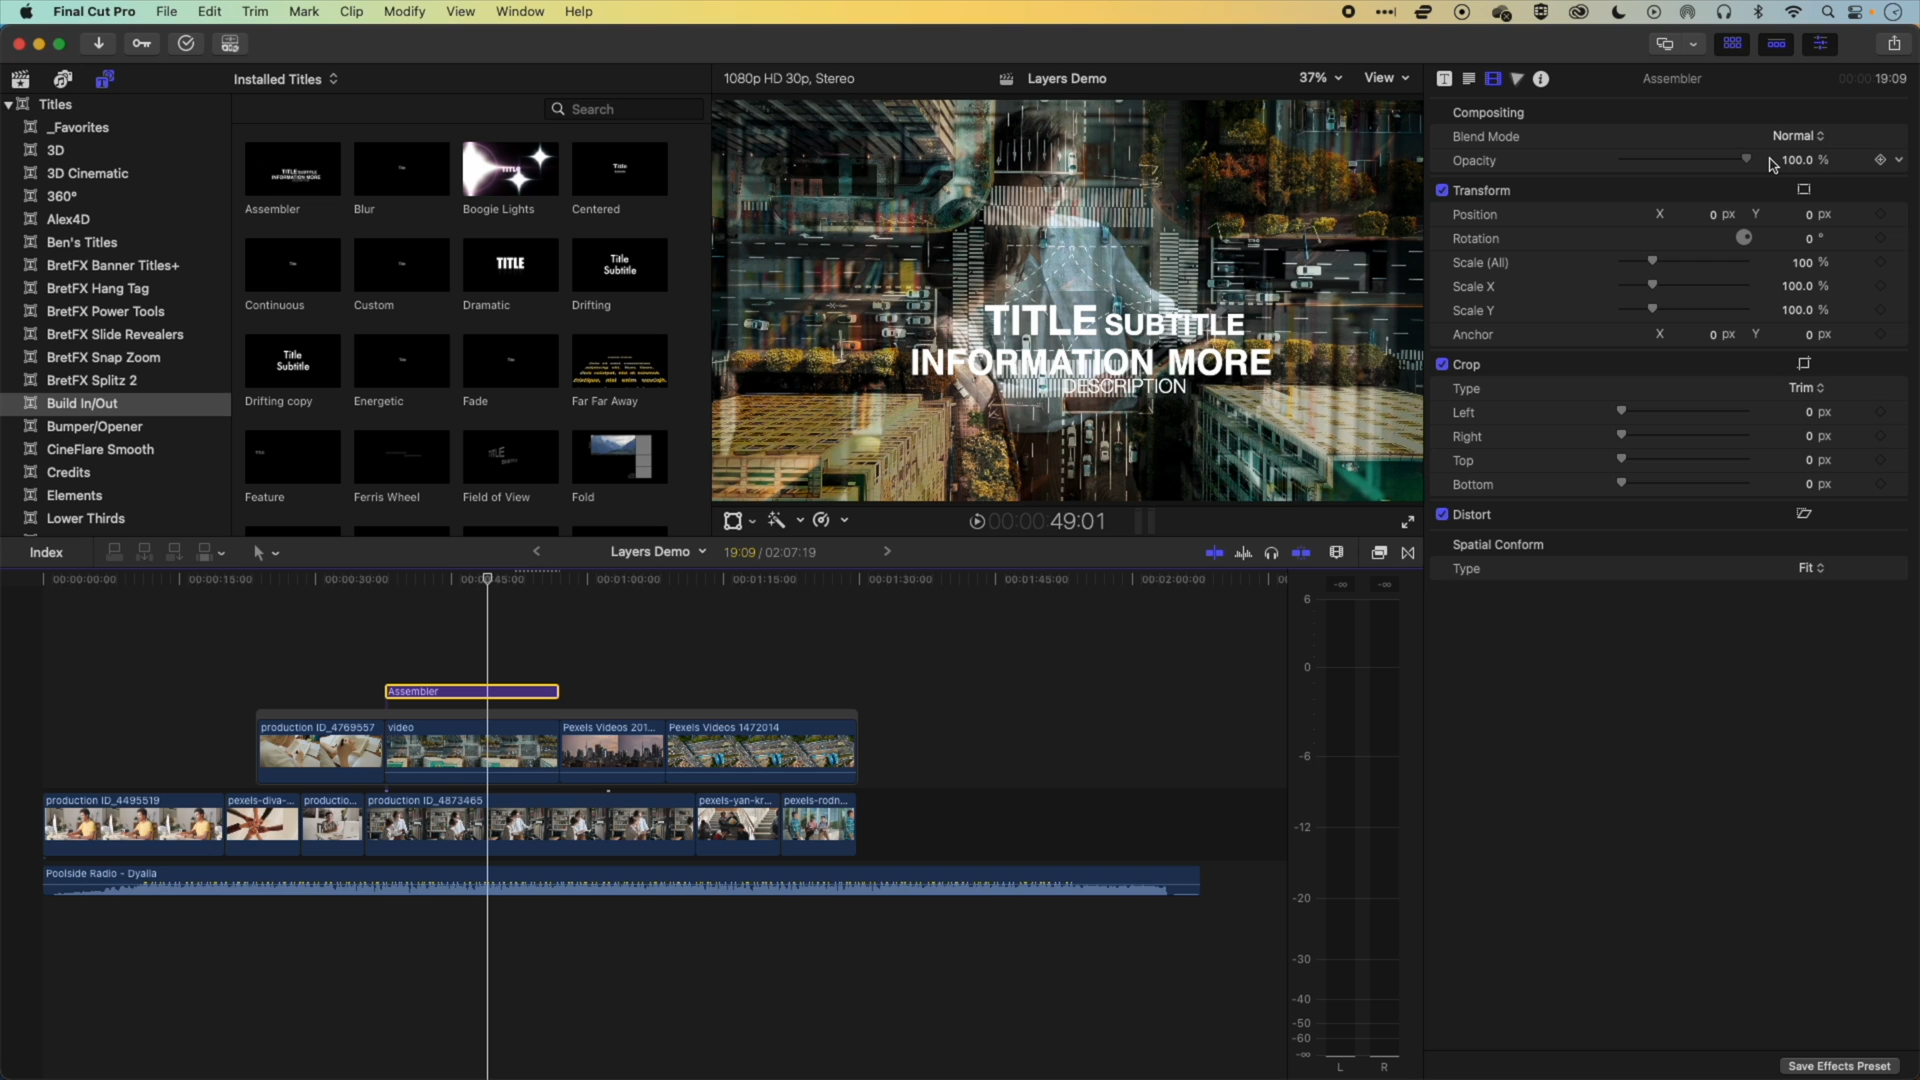 Final Cut Pro File Edit Trim Mark Clip Modify View Window Help
Installed Titles
1080p HD 30p, Stereo
Layers Demo
37%
View
Assembler
00:00:19:09
Titles
_Favorites
3D
3D Cinematic
360°
Alex4D
Ben's Titles
BretFX Banner Titles+
BretFX Hang Tag
BretFX Power Tools
BretFX Slide Revealers
BretFX Snap Zoom
BretFX Splitz 2
Build In/Out
Bumper/Opener
CineFlare Smooth
Credits
Elements
Lower Thirds
Search
Assembler
Blur
Boogie Lights
Title
Centered
Continuous
Custom
TITLE
Dramatic
Title
Subtitle
Drifting
Title
Subtitle
Drifting copy
Energetic
Fade
Far Far Away
Feature
Ferris Wheel
Field of View
Fold
TITLE SUBTITLE
INFORMATION MORE
DESCRIPTION
00:00:49:01
Compositing
Blend Mode Normal
Opacity 100.0 %
Transform
Position X 0 px Y 0 px
Rotation 0 °
Scale (All) 100 %
Scale X 100.0 %
Scale Y 100.0 %
Anchor X 0 px Y 0 px
Crop
Type Trim
Left 0 px
Right 0 px
Top 0 px
Bottom 0 px
Distort
Spatial Conform
Type Fit
Index
Layers Demo
19:09 / 02:07:19
00:00:00:00 00:00:15:00 00:00:30:00 00:00:45:00 00:01:00:00 00:01:15:00 00:01:30:00 00:01:45:00 00:02:00:00
Assembler
production ID_4769557
video
Pexels Videos 201...
Pexels Videos 1472014
production ID_4495519
pexels-diva-...
productio...
production ID_4873465
pexels-yan-kr...
pexels-rodn...
Poolside Radio - Dyalla
-∞ -∞
6
0
-6
-12
-20
-30
-40
-50
-60
-∞
L R
Save Effects Preset